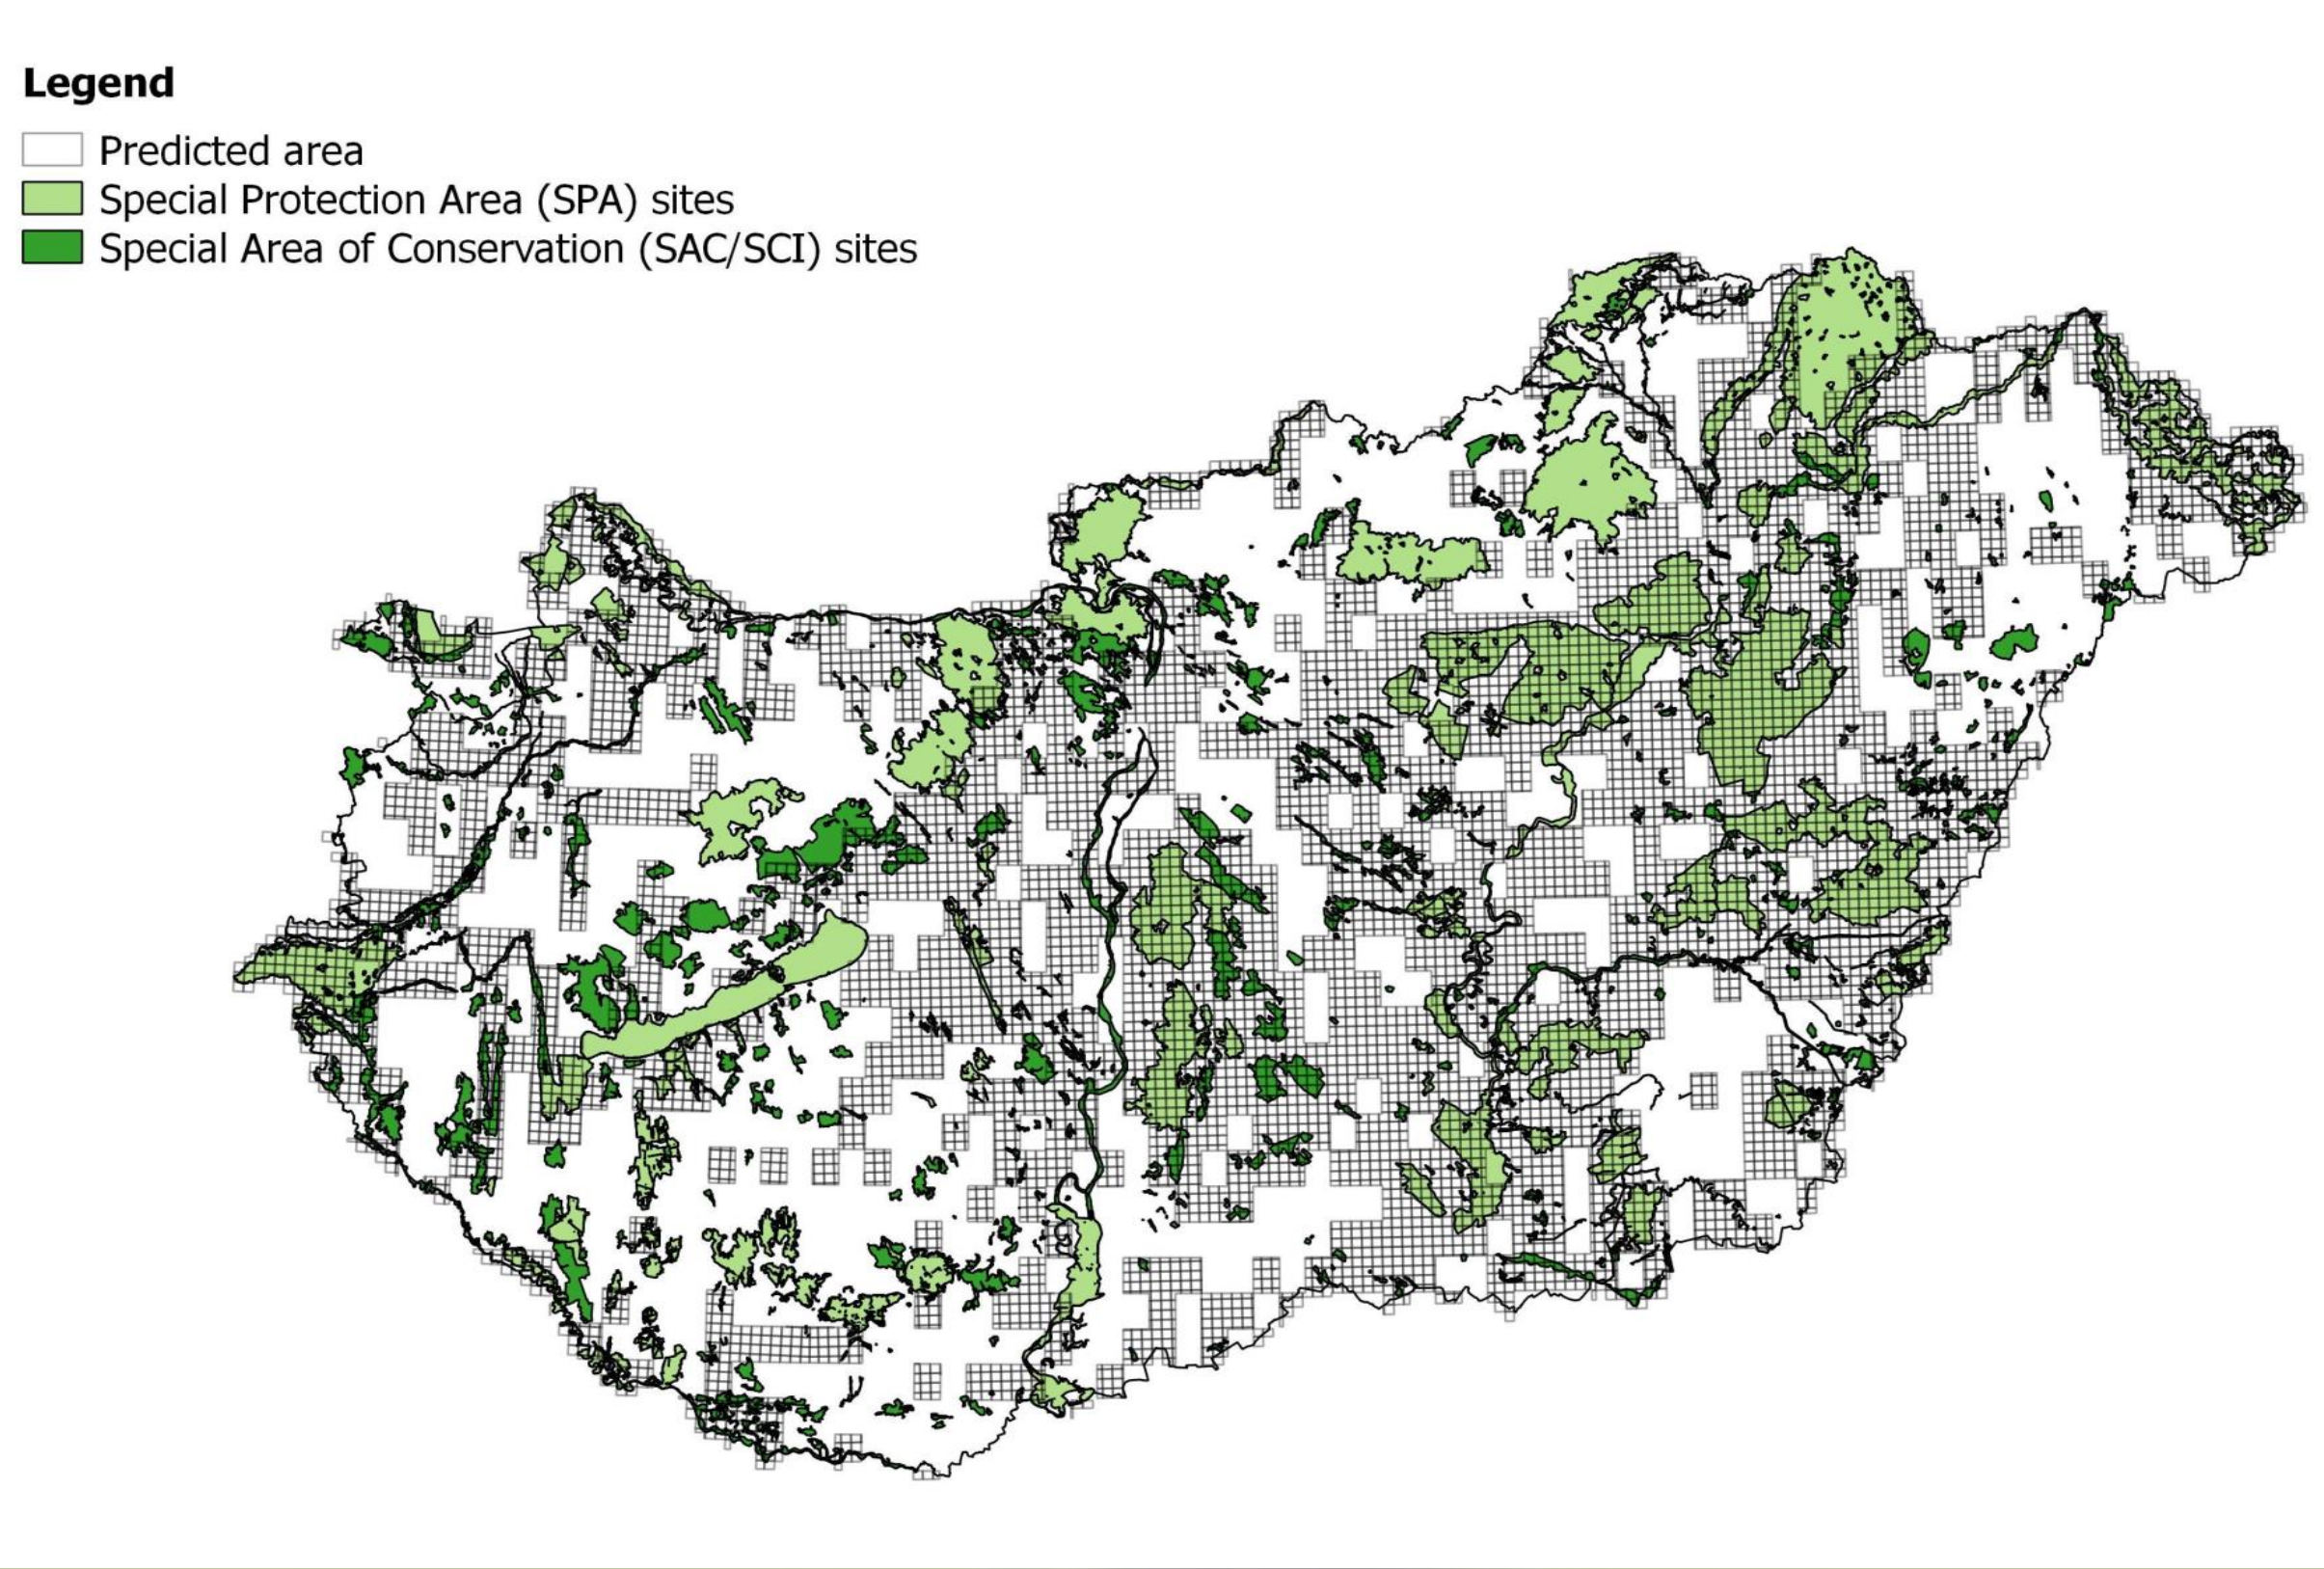 Legend
Predicted area
Special Protection Area (SPA) sites
Special Area of Conservation (SAC/SCI) sites